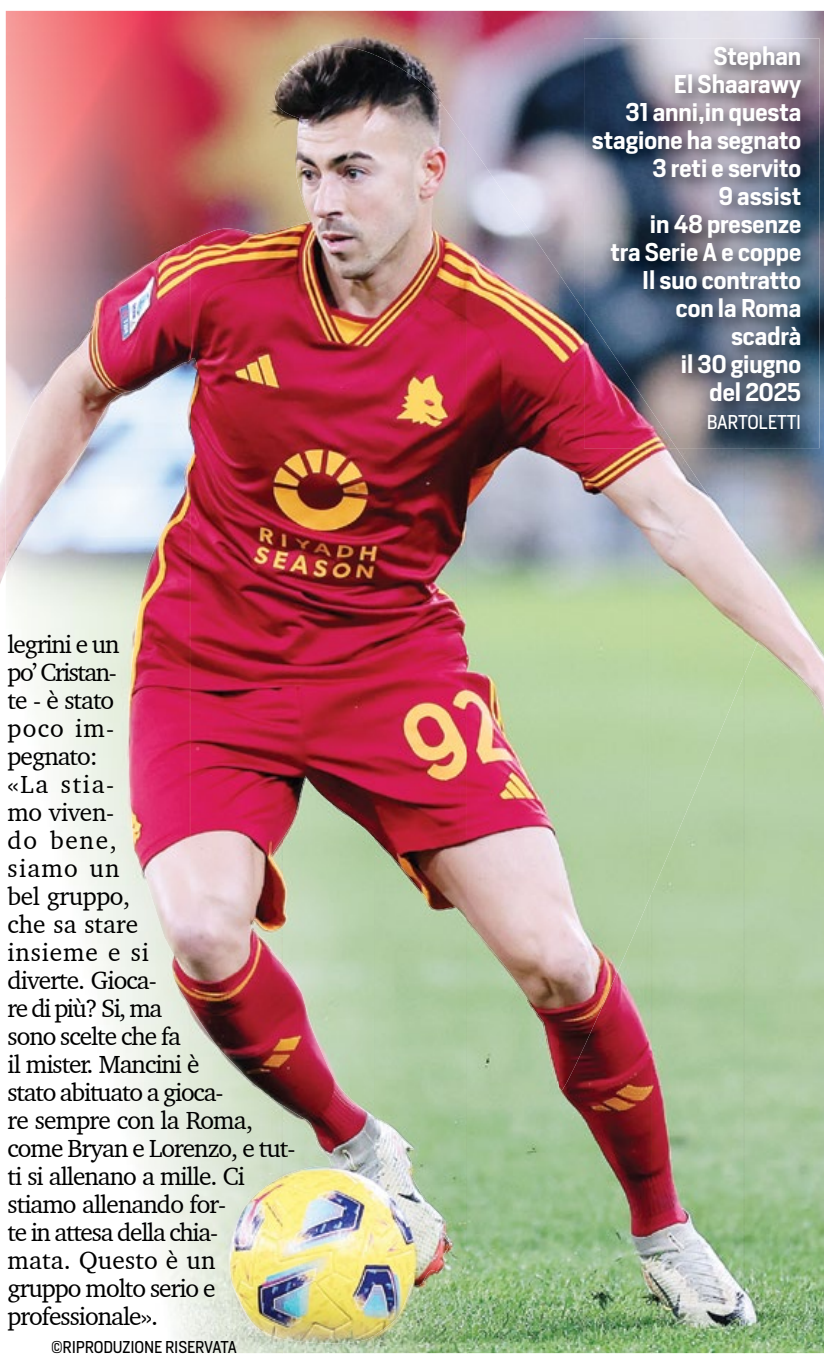 Stephan
El Shaarawy
31 anni,in questa
stagione ha segnato
3 reti e servito
9 assist
in 48 presenze
tra Serie A e coppe
Il suo contratto
con la Roma
scadrà
il 30 giugno
del 2025
BARTOLETTI
RIYADH
SEASON
92
legrini e un
po’ Cristan-
te - è stato
poco im-
pegnato:
«La stia-
mo viven-
do bene,
siamo un
bel gruppo,
che sa stare
insieme e si
diverte. Gioca-
re di più? Si, ma
sono scelte che fa
il mister. Mancini è
stato abituato a gioca-
re sempre con la Roma,
come Bryan e Lorenzo, e tut-
ti si allenano a mille. Ci
stiamo allenando for-
te in attesa della chia-
mata. Questo è un
gruppo molto serio e
professionale».
©RIPRODUZIONE RISERVATA